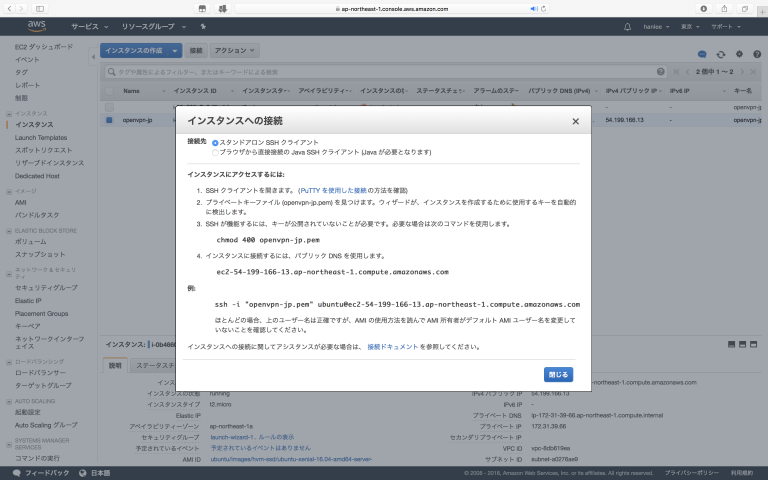 ap-northeast-1.console.aws.amazon.com
aws
サービス
リソースグループ
hanlee
東京
サポート
EC2 ダッシュボード
イベント
タグ
レポート
制限
インスタンス
インスタンス
Launch Templates
スポットリクエスト
リザーブドインスタンス
Dedicated Host
イメージ
AMI
バンドルタスク
ELASTIC BLOCK STORE
ボリューム
スナップショット
ネットワーク & セキュリティ
セキュリティグループ
Elastic IP
Placement Groups
キーペア
ネットワークインターフェイス
ロードバランシング
ロードバランサー
ターゲットグループ
AUTO SCALING
起動設定
Auto Scaling グループ
SYSTEMS MANAGER SERVICES
コマンドの実行
インスタンスの作成
接続
アクション
タグや属性によるフィルター、またはキーワードによる検索
2 個中 1 ~ 2
Name
インスタンス ID
インスタンスタ
アベイラビリティ
インスタンスの
ステータスチェ
アラームのステー
パブリック DNS (IPv4)
IPv4 パブリック IP
IPv6 IP
キー名
openvpn-jp
54.199.166.13
-
インスタンスへの接続
接続先
スタンドアロン SSH クライアント
ブラウザから直接接続の Java SSH クライアント (Java が必要となります)
インスタンスにアクセスするには:
1. SSH クライアントを開きます。 (PuTTY を使用した接続 の方法を確認)
2. プライベートキーファイル (openvpn-jp.pem) を見つけます。ウィザードが、インスタンスを作成するために使用するキーを自動的に検出します。
3. SSH が機能するには、キーが公開されていないことが必要です。必要な場合は次のコマンドを使用します。
chmod 400 openvpn-jp.pem
4. インスタンスに接続するには、パブリック DNS を使用します。
ec2-54-199-166-13.ap-northeast-1.compute.amazonaws.com
例:
ssh -i "openvpn-jp.pem" ubuntu@ec2-54-199-166-13.ap-northeast-1.compute.amazonaws.com
ほとんどの場合、上のユーザー名は正確ですが、AMI の使用方法を読んで AMI 所有者がデフォルト AMI ユーザー名を変更していないことを確認してください。
インスタンスへの接続に関してアシスタンスが必要な場合は、 接続ドキュメント を参照してください。
閉じる
インスタンス:
説明
ステータスチ
インスタンスの状態 running
インスタンスタイプ t2.micro
Elastic IP
アベイラビリティーゾーン ap-northeast-1a
セキュリティグループ launch-wizard-1. ルールの表示
予定されているイベント 予定されているイベントはありません
AMI ID ubuntu/images/hvm-ssd/ubuntu-xenial-16.04-amd64-server-
-northeast-1.compute.amazonaws.com
IPv4 パブリック IP 54.199.166.13
IPv6 IP -
プライベート DNS ip-172-31-39-66.ap-northeast-1.compute.internal
プライベート IP 172.31.39.66
セカンダリプライベート IP
VPC ID vpc-8db619ea
サブネット ID subnet-a0276ae9
フィードバック
日本語
© 2008 - 2018, Amazon Web Services, Inc. or its affiliates. All rights reserved.
プライバシーポリシー
利用規約